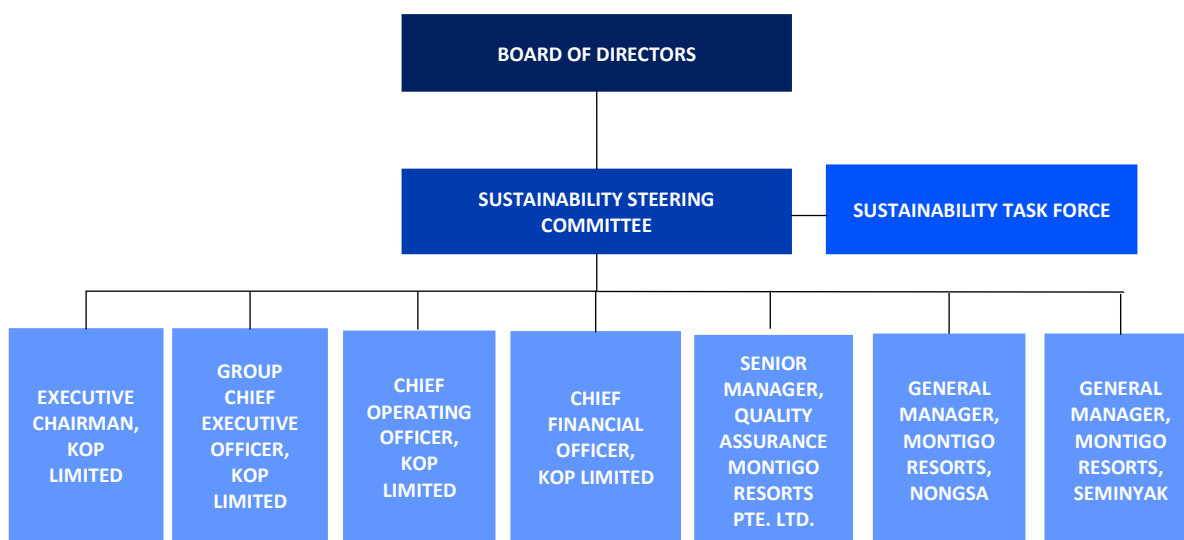 BOARD OF DIRECTORS
SUSTAINABILITY STEERING
COMMITTEE
SUSTAINABILITY TASK FORCE
EXECUTIVE
CHAIRMAN,
KOP
LIMITED
GROUP
CHIEF
EXECUTIVE
OFFICER,
KOP
LIMITED
CHIEF
OPERATING
OFFICER,
KOP
LIMITED
CHIEF
FINANCIAL
OFFICER,
KOP LIMITED
SENIOR
MANAGER,
QUALITY
ASSURANCE
MONTIGO
RESORTS
PTE. LTD.
GENERAL
MANAGER,
MONTIGO
RESORTS,
NONGSA
GENERAL
MANAGER,
MONTIGO
RESORTS,
SEMINYAK